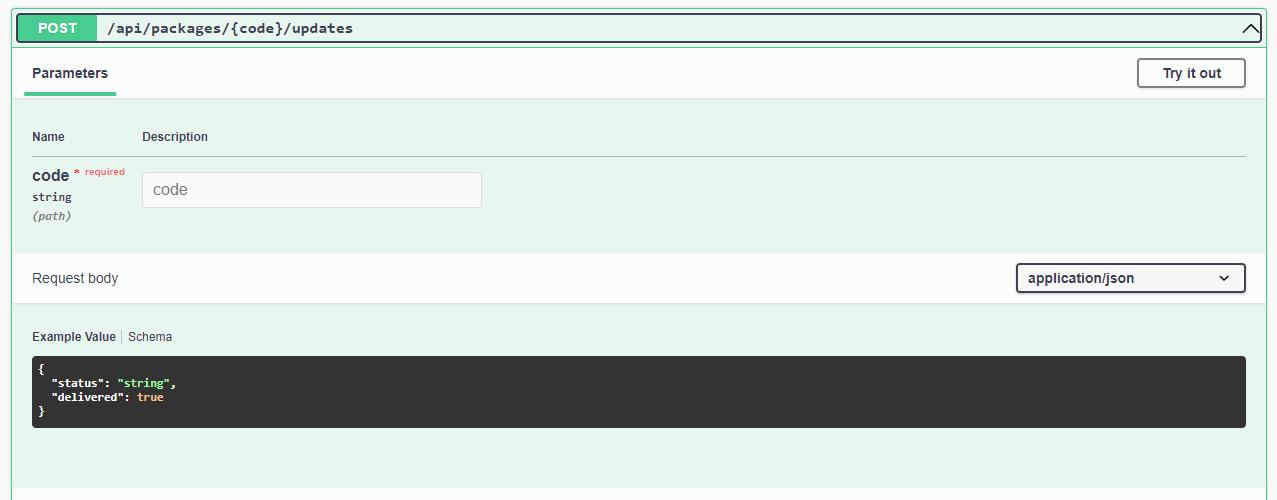 POST /api/packages/{code}/updates
Parameters Try it out
Name Description
code * required code
string
(path)
Request body application/json
Example Value Schema
{
"status": "string",
"delivered": true
}